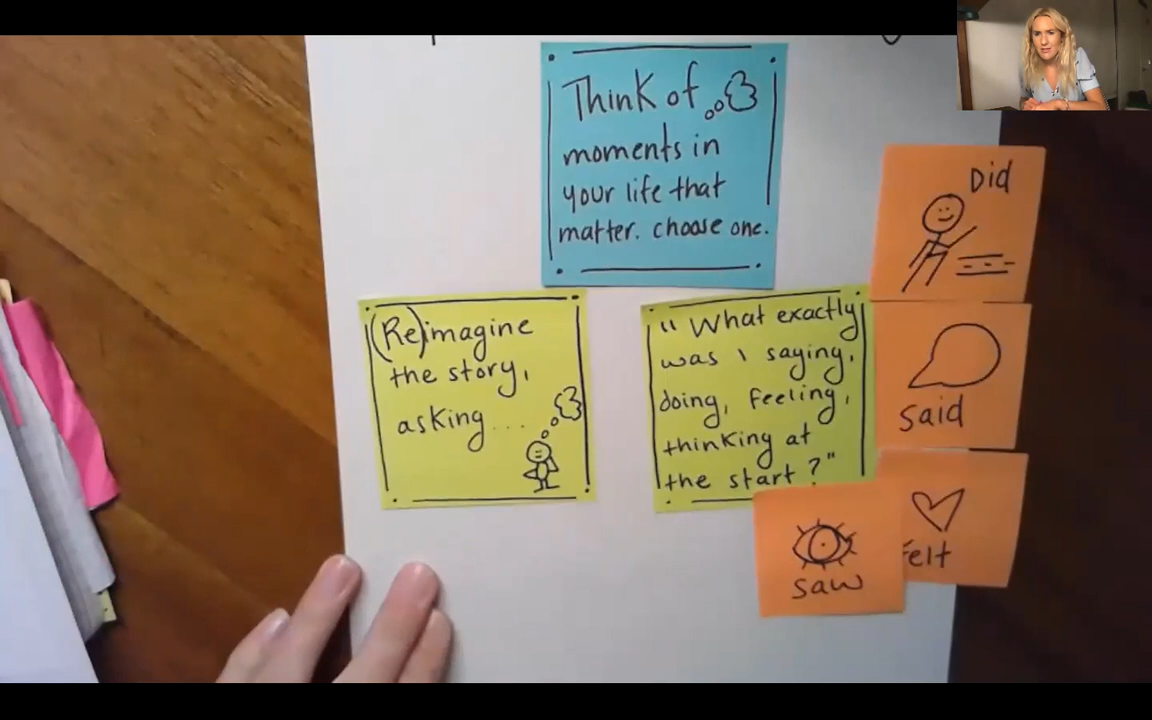 Think of
moments in
your life that
matter. choose one.
(Re)imagine
the story,
asking....
"What exactly
was i saying,
doing, feeling,
thinking at
the start?"
Did
said
Felt
saw